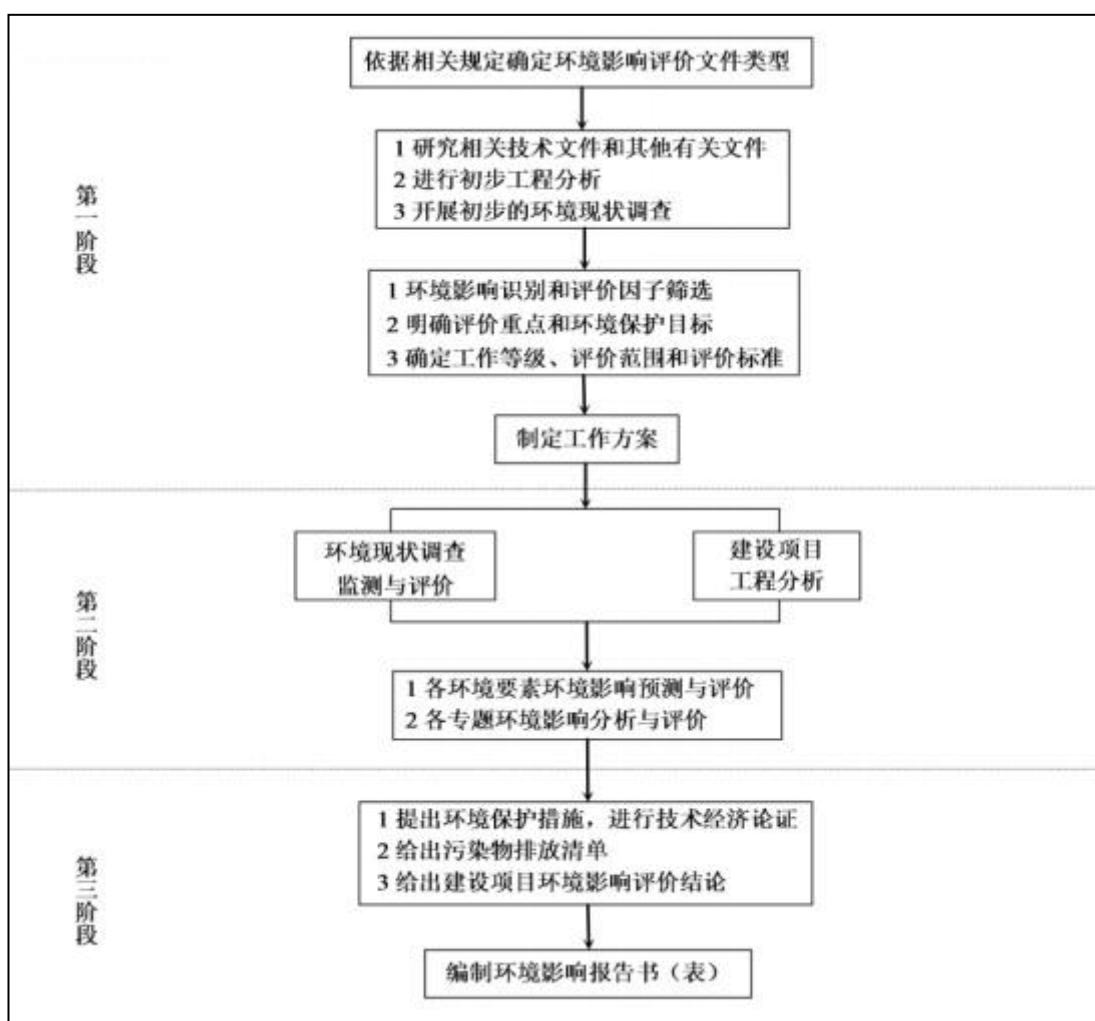 依据相关规定确定环境影响评价文件类型
1 研究相关技术文件和其他有关文件
2 进行初步工程分析
3 开展初步的环境现状调查
第一阶段
1 环境影响识别和评价因子筛选
2 明确评价重点和环境保护目标
3 确定工作等级、评价范围和评价标准
制定工作方案
环境现状调查
监测与评价
建设项目
工程分析
第二阶段
1 各环境要素环境影响预测与评价
2 各专题环境影响分析与评价
1 提出环境保护措施，进行技术经济论证
2 给出污染物排放清单
3 给出建设项目环境影响评价结论
第三阶段
编制环境影响报告书（表）